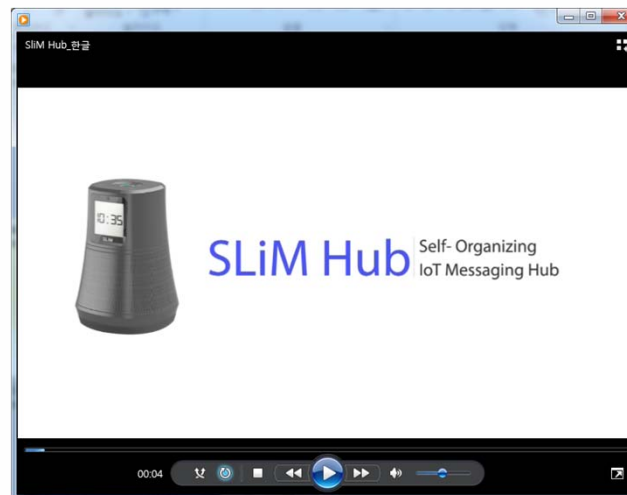 SliM Hub_한글
10:35
SLiM
SLiM Hub
Self- Organizing
IoT Messaging Hub
00:04